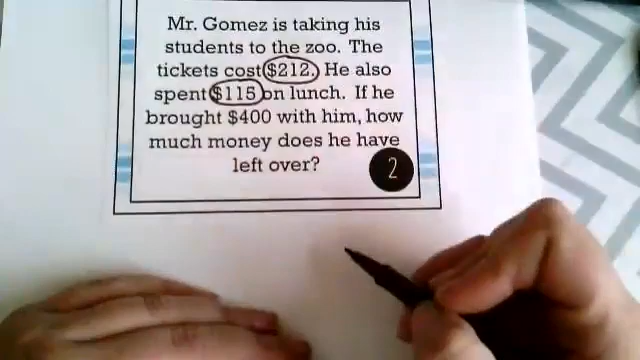 Mr. Gomez is taking his
students to the zoo. The
tickets cost $212. He also
spent $115 on lunch. If he
brought $400 with him, how
much money does he have
left over?
2